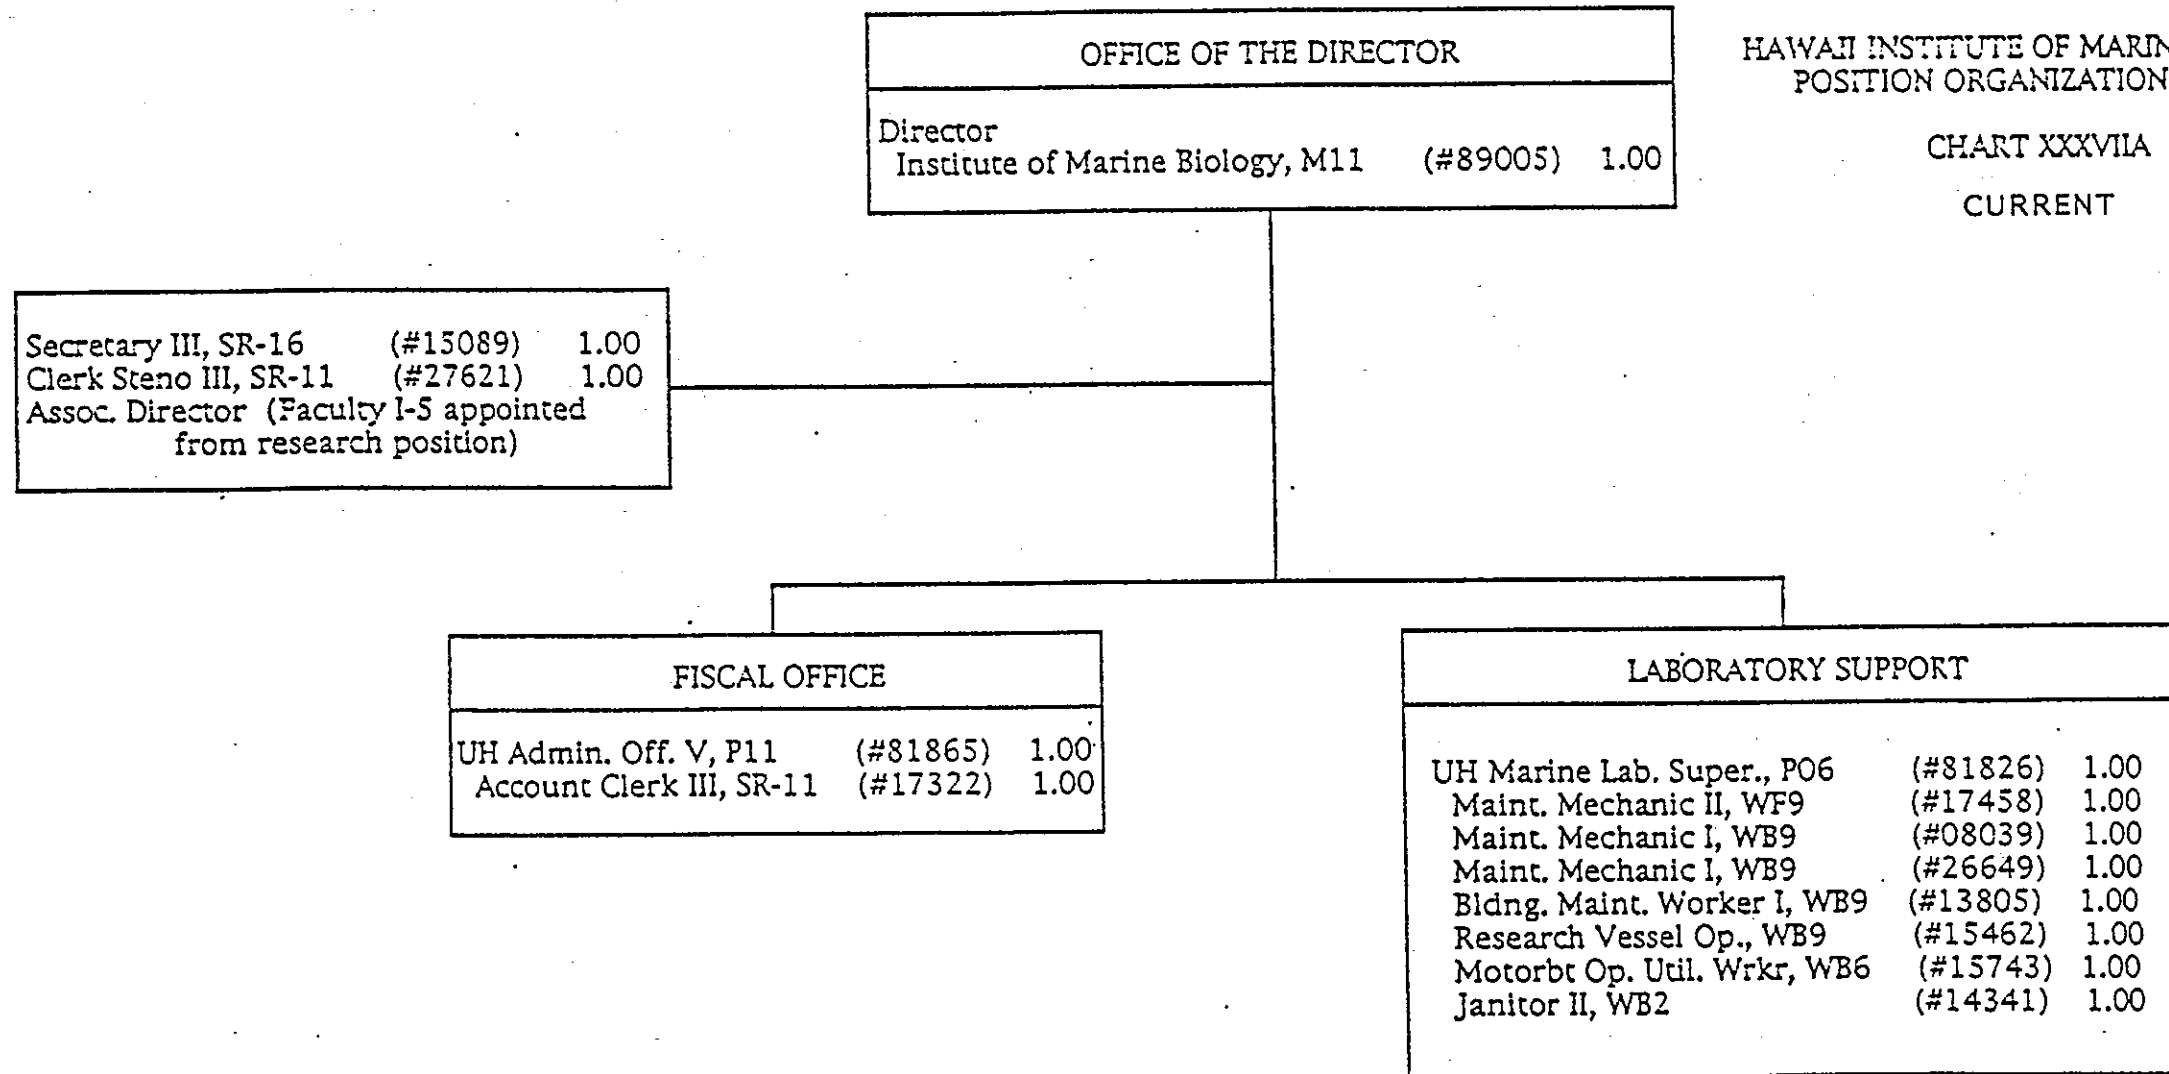 OFFICE OF THE DIRECTOR
Director
Institute of Marine Biology, M11 (#89005) 1.00
HAWAII INSTITUTE OF MARIN
POSITION ORGANIZATION
CHART XXXVIIA
CURRENT
Secretary III, SR-16 (#15089) 1.00
Clerk Steno III, SR-11 (#27621) 1.00
Assoc. Director (Faculty I-5 appointed
from research position)
FISCAL OFFICE
UH Admin. Off. V, P11 (#81865) 1.00
Account Clerk III, SR-11 (#17322) 1.00
LABORATORY SUPPORT
UH Marine Lab. Super., PO6 (#81826) 1.00
Maint. Mechanic II, WF9 (#17458) 1.00
Maint. Mechanic I, WB9 (#08039) 1.00
Maint. Mechanic I, WB9 (#26649) 1.00
Bldng. Maint. Worker I, WB9 (#13805) 1.00
Research Vessel Op., WB9 (#15462) 1.00
Motorbt Op. Util. Wrkr, WB6 (#15743) 1.00
Janitor II, WB2 (#14341) 1.00